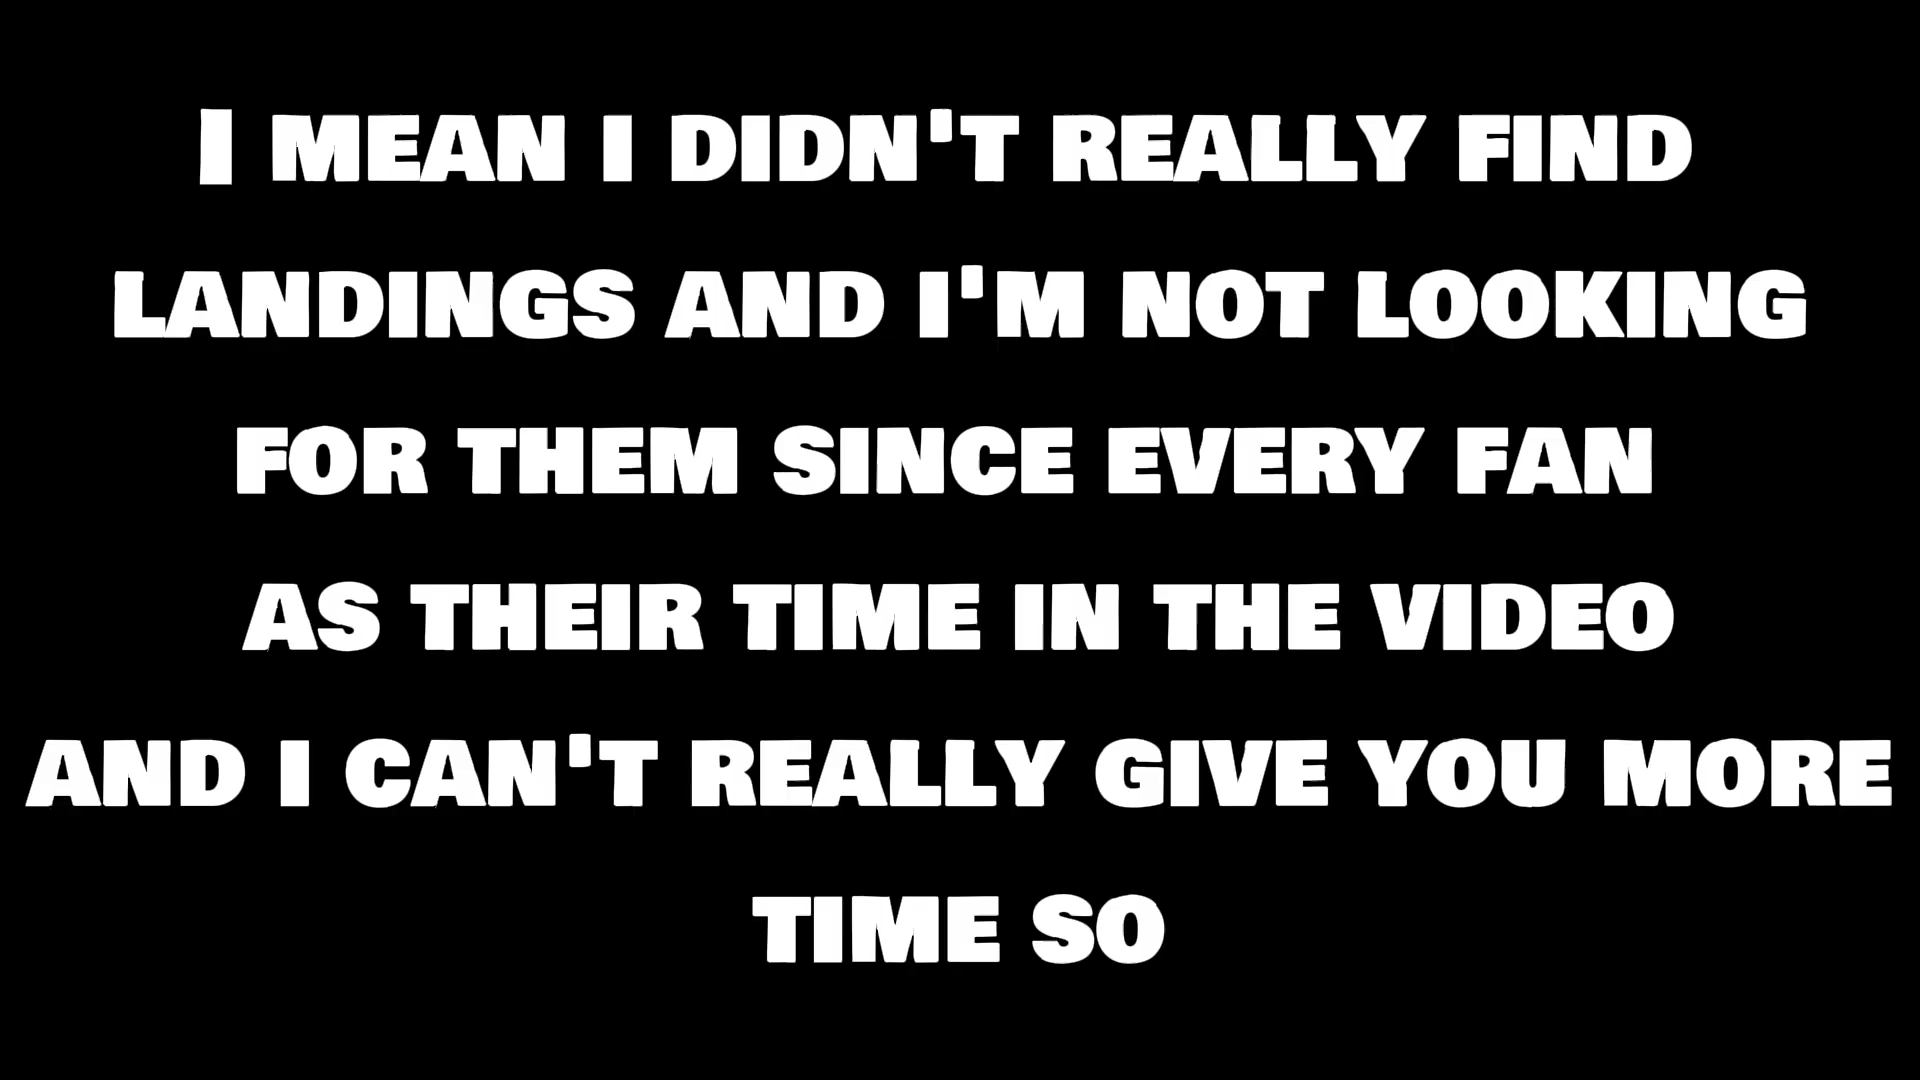 I mean i didn't really find
landings and i'm not looking
for them since every fan
as their time in the video
and i can't really give you more
time so